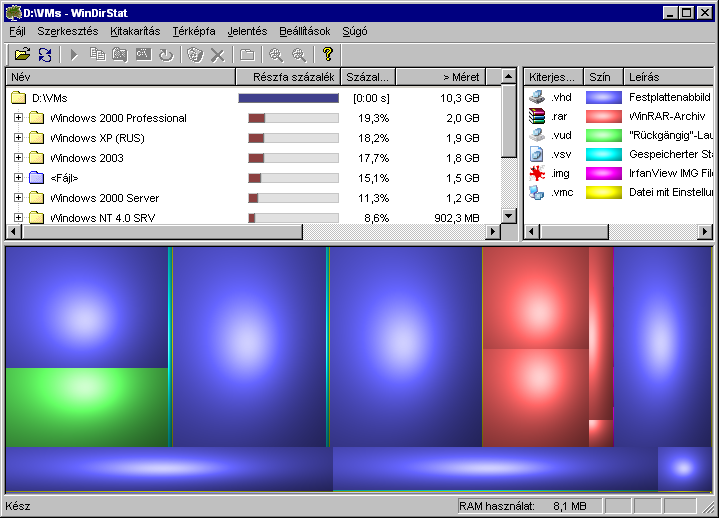 D:\VMs - WinDirStat
Fájl Szerkesztés Kitakarítás Térképfa Jelentés Beállítások Súgó
Név Részfa százalék Százal... > Méret
D:\VMs [0:00 s] 10,3 GB
Windows 2000 Professional 19,3% 2,0 GB
Windows XP (RUS) 18,2% 1,9 GB
Windows 2003 17,7% 1,8 GB
<Fájl> 15,1% 1,5 GB
Windows 2000 Server 11,3% 1,2 GB
Windows NT 4.0 SRV 8,6% 902,3 MB
Kiterjes... Szín Leírás
.vhd Festplattenabbild
.rar WinRAR-Archiv
.vud "Rückgängig"-Lau
.vsv Gespeicherter Sta
.img IrfanView IMG File
.vmc Datei mit Einstellu
Kész RAM használat: 8,1 MB